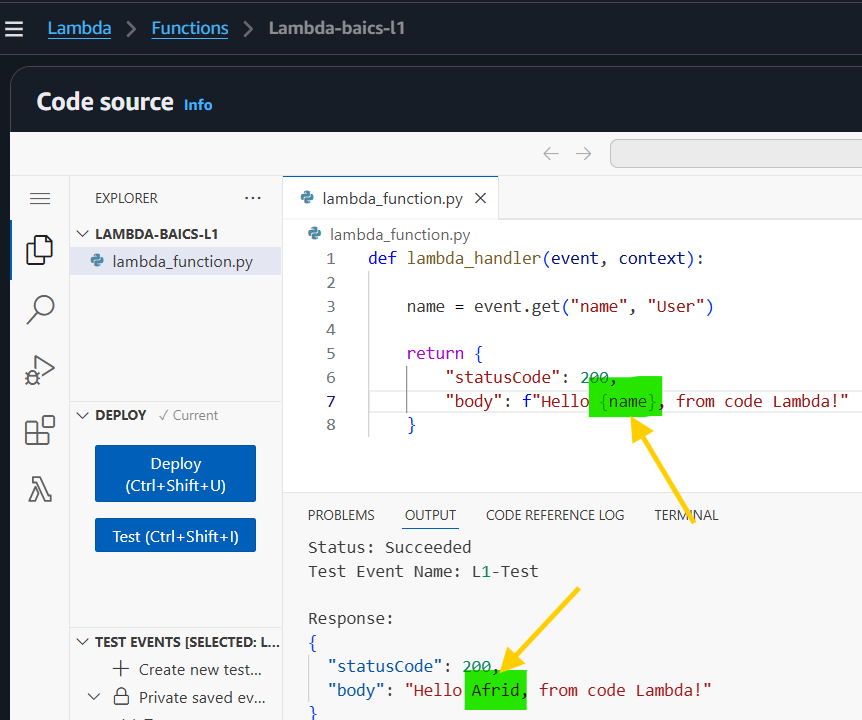 Lambda > Functions > Lambda-baics-l1
Code source Info
EXPLORER ...
LAMBDA-BAICS-L1
lambda_function.py
DEPLOY ✓ Current
Deploy
(Ctrl+Shift+U)
Test (Ctrl+Shift+I)
TEST EVENTS [SELECTED: L...
+ Create new test...
Private saved ev...
lambda_function.py ×
lambda_function.py
1 def lambda_handler(event, context):
2
3 name = event.get("name", "User")
4
5 return {
6 "statusCode": 200,
7 "body": f"Hello {name}, from code Lambda!"
8 }
PROBLEMS OUTPUT CODE REFERENCE LOG TERMINAL
Status: Succeeded
Test Event Name: L1-Test
Response:
{
"statusCode": 200,
"body": "Hello Afrid, from code Lambda!"
}